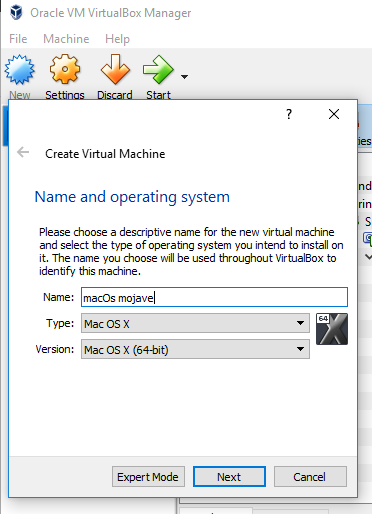 Oracle VM VirtualBox Manager
File Machine Help
New Settings Discard Start
? 
Create Virtual Machine
Name and operating system
Please choose a descriptive name for the new virtual machine
and select the type of operating system you intend to install on
it. The name you choose will be used throughout VirtualBox to
identify this machine.
Name: macOs mojave
Type: Mac OS X
64
Version: Mac OS X (64-bit)
Expert Mode Next Cancel